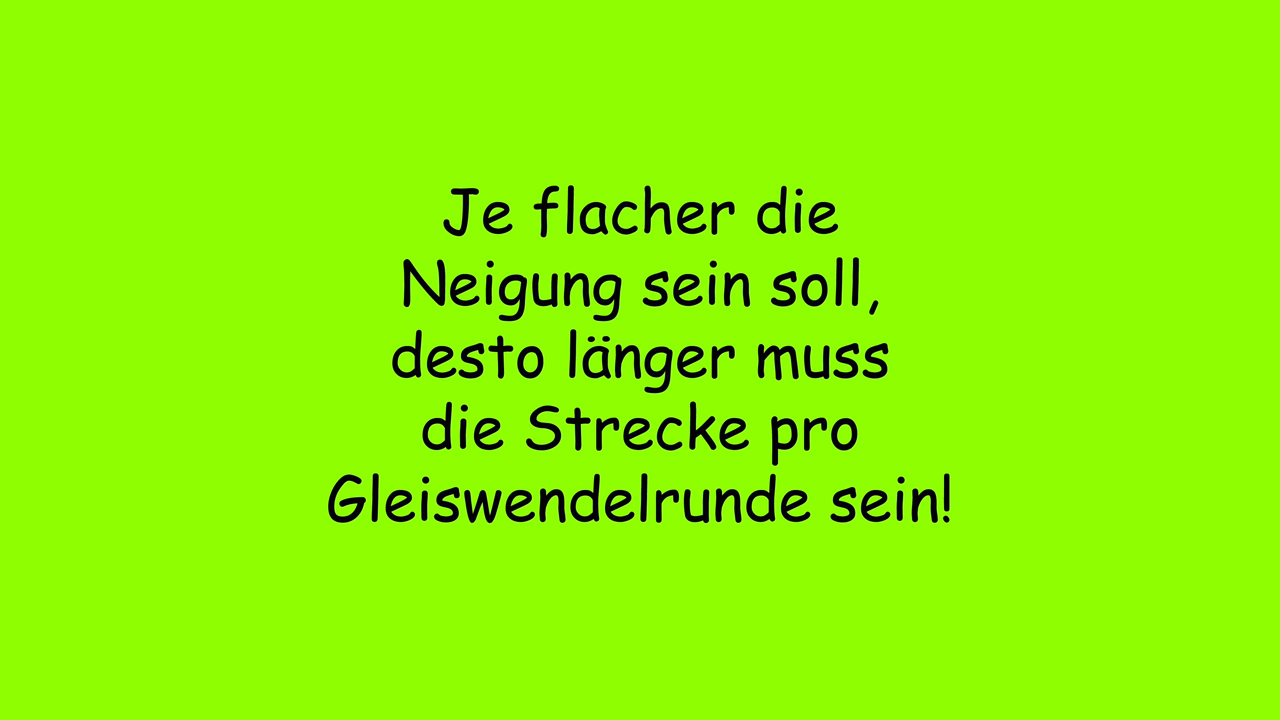 Je flacher die
Neigung sein soll,
desto länger muss
die Strecke pro
Gleiswendelrunde sein!